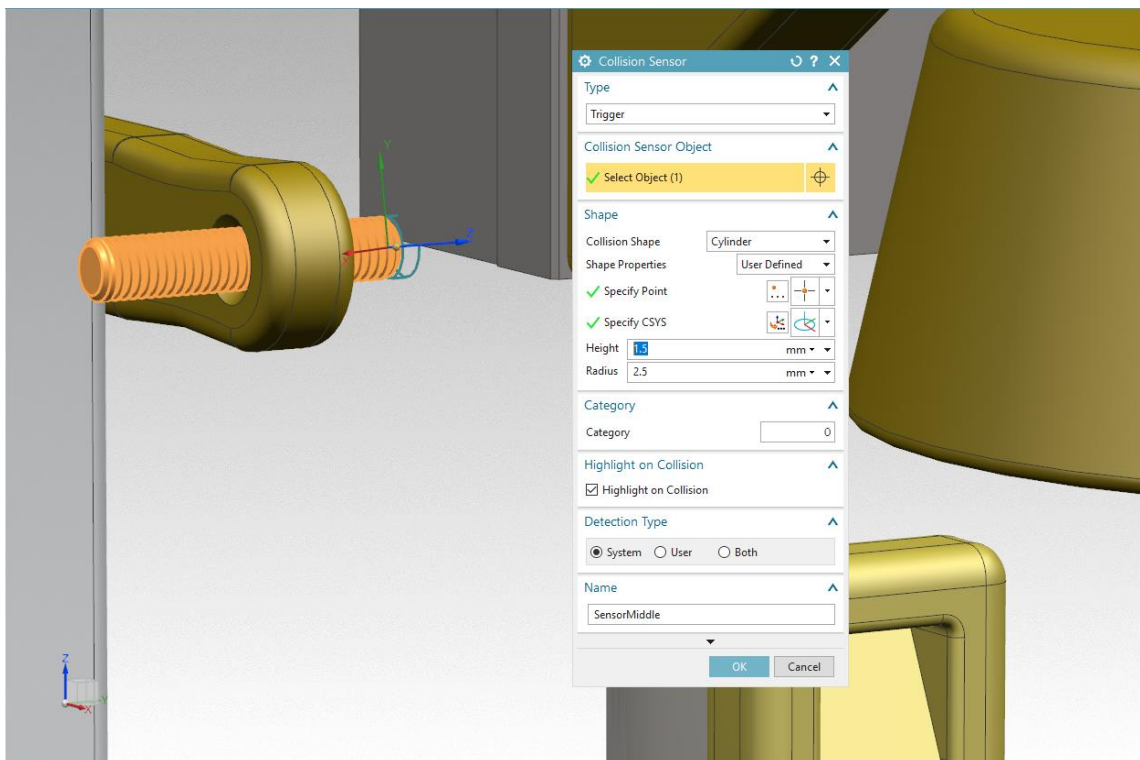 Collision Sensor
Type
Trigger
Collision Sensor Object
Select Object (1)
Shape
Collision Shape Cylinder
Shape Properties User Defined
Specify Point
Specify CSYS
Height 1.5 mm
Radius 2.5 mm
Category
Category 0
Highlight on Collision
Highlight on Collision
Detection Type
System User Both
Name
SensorMiddle
OK Cancel
Y
Z
X
Z
Y
X